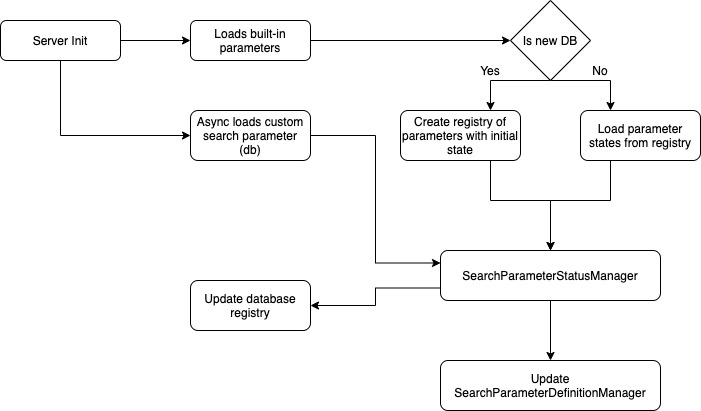 Server Init
Loads built-in
parameters
Is new DB
Yes
No
Async loads custom
search parameter
(db)
Create registry of
parameters with initial
state
Load parameter
states from registry
SearchParameterStatusManager
Update database
registry
Update
SearchParameterDefinitionManager